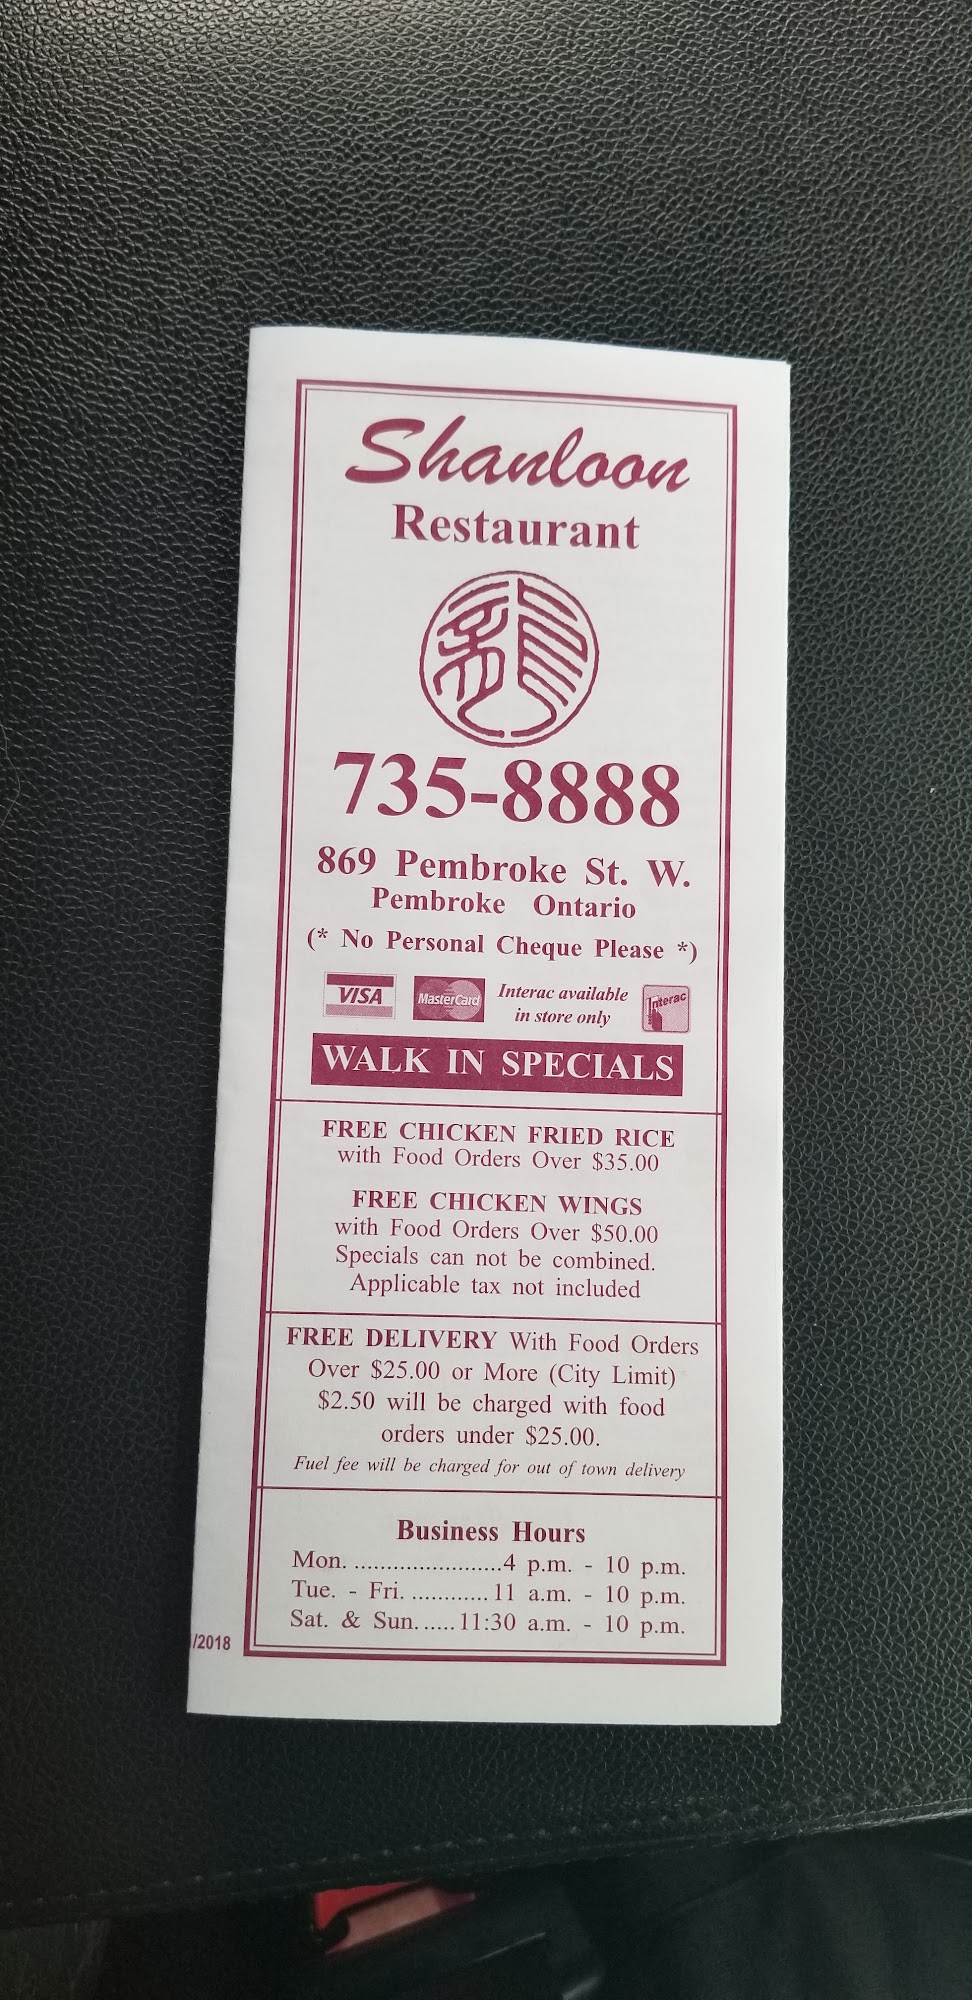 Shanloon
Restaurant
735-8888
869 Pembroke St. W.
Pembroke Ontario
(* No Personal Cheque Please *)
VISA MasterCard Interac available Interac
in store only
WALK IN SPECIALS
FREE CHICKEN FRIED RICE
with Food Orders Over $35.00
FREE CHICKEN WINGS
with Food Orders Over $50.00
Specials can not be combined.
Applicable tax not included
FREE DELIVERY With Food Orders
Over $25.00 or More (City Limit)
$2.50 will be charged with food
orders under $25.00.
Fuel fee will be charged for out of town delivery
Business Hours
Mon. .......................4 p.m. - 10 p.m.
Tue. - Fri. ............ 11 a.m. - 10 p.m.
Sat. & Sun. ..... 11:30 a.m. - 10 p.m.
/2018